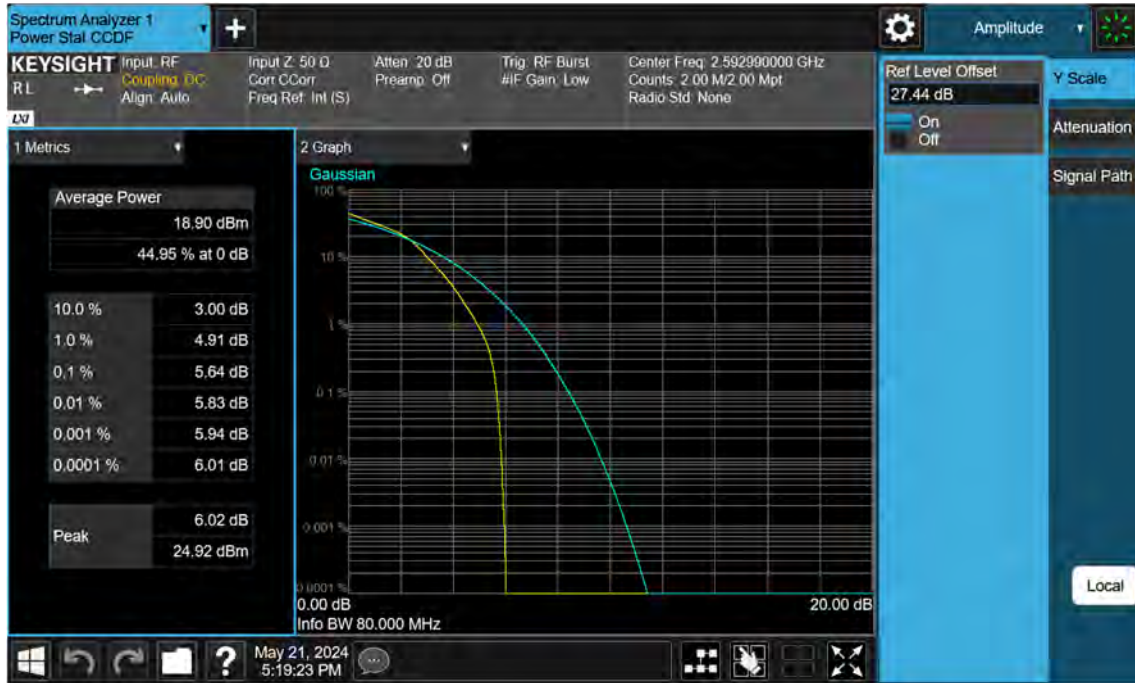 Spectrum Analyzer 1
Power Stat CCDF
+
Amplitude
KEYSIGHT
RL
LXI
Input: RF
Coupling: DC
Align: Auto
Input Z: 50 Ω
Corr CCorr
Freq Ref: Int (S)
Atten: 20 dB
Preamp: Off
Trig: RF Burst
#IF Gain: Low
Center Freq: 2.592990000 GHz
Counts: 2.00 M/2.00 Mpt
Radio Std: None
Ref Level Offset
27.44 dB
On
Off
Y Scale
Attenuation
Signal Path
Local
1 Metrics
Average Power
18.90 dBm
44.95 % at 0 dB
10.0 % 3.00 dB
1.0 % 4.91 dB
0.1 % 5.64 dB
0.01 % 5.83 dB
0.001 % 5.94 dB
0.0001 % 6.01 dB
Peak
6.02 dB
24.92 dBm
2 Graph
Gaussian
100 %
10 %
1 %
0.1 %
0.01 %
0.001 %
0.0001 %
0.00 dB
20.00 dB
Info BW 80.000 MHz
?
May 21, 2024
5:19:23 PM